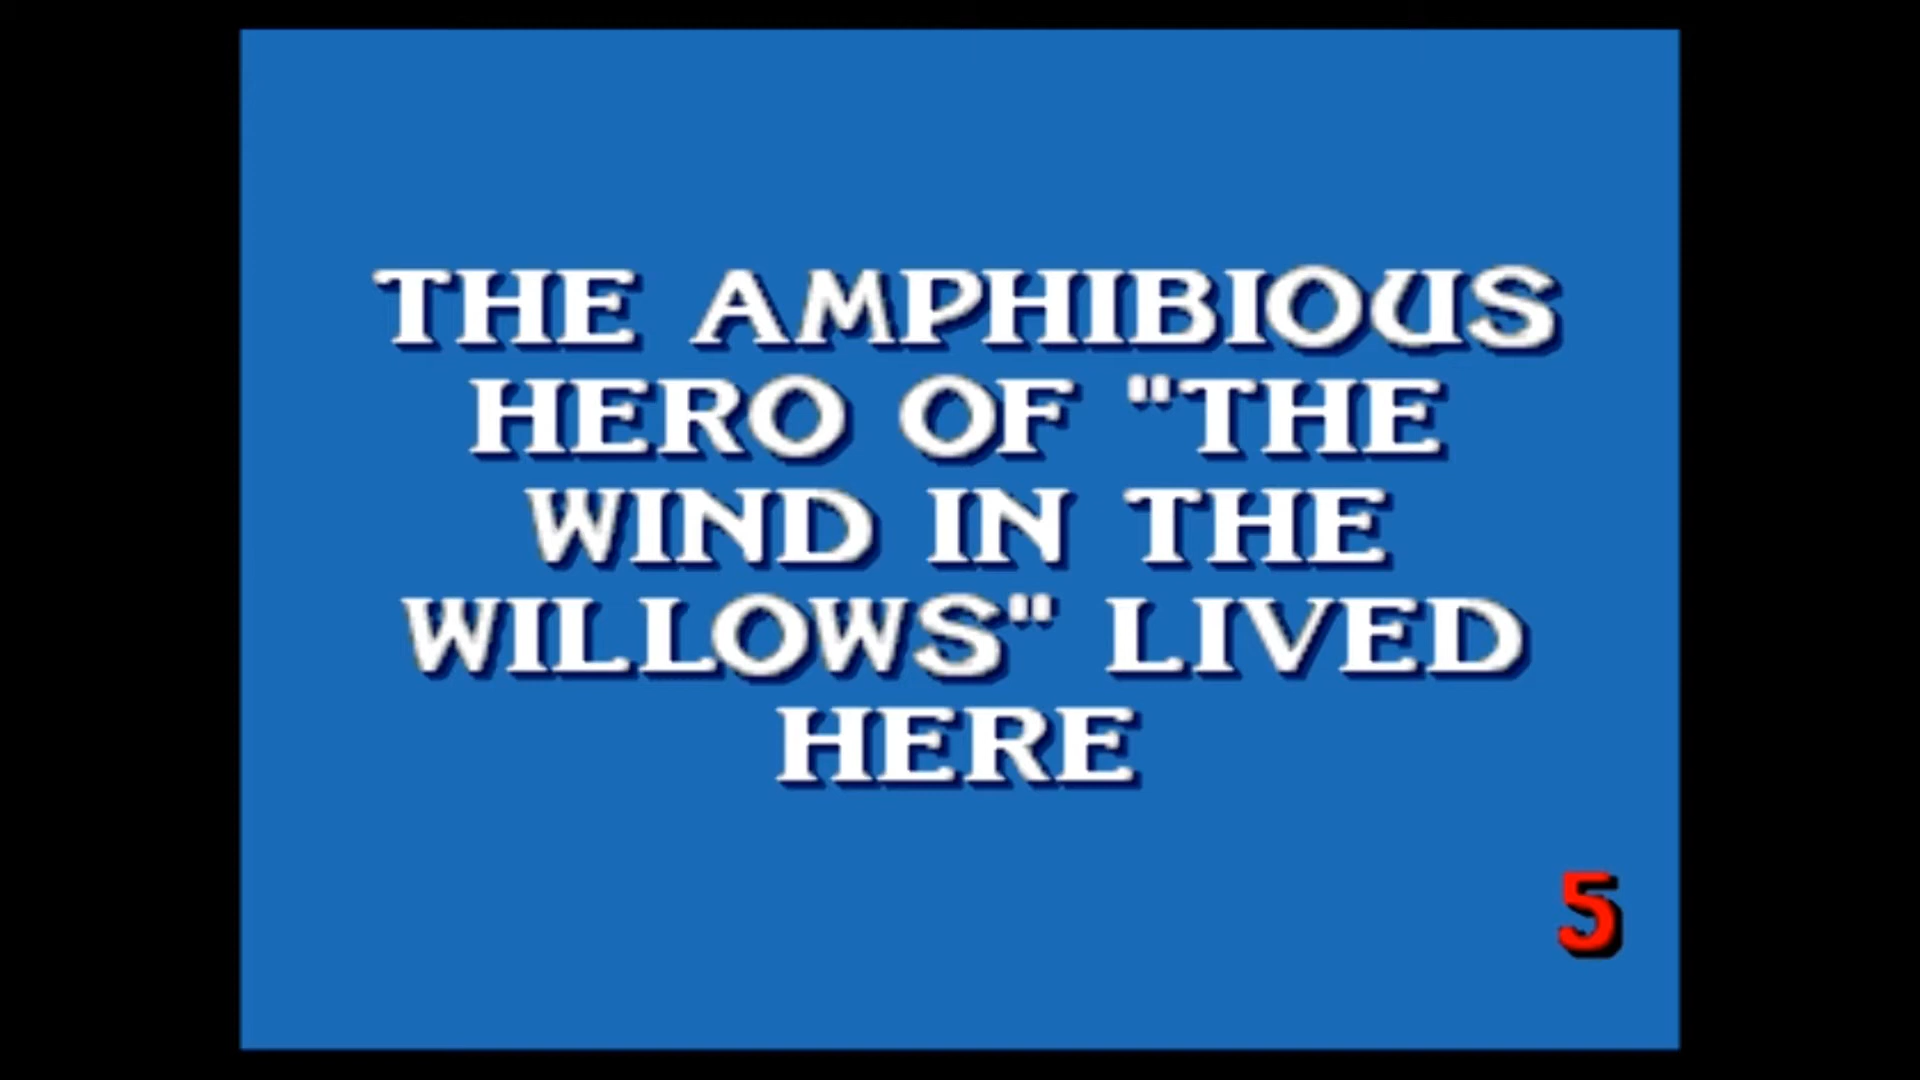 THE AMPHIBIOUS
HERO OF "THE
WIND IN THE
WILLOWS" LIVED
HERE
5